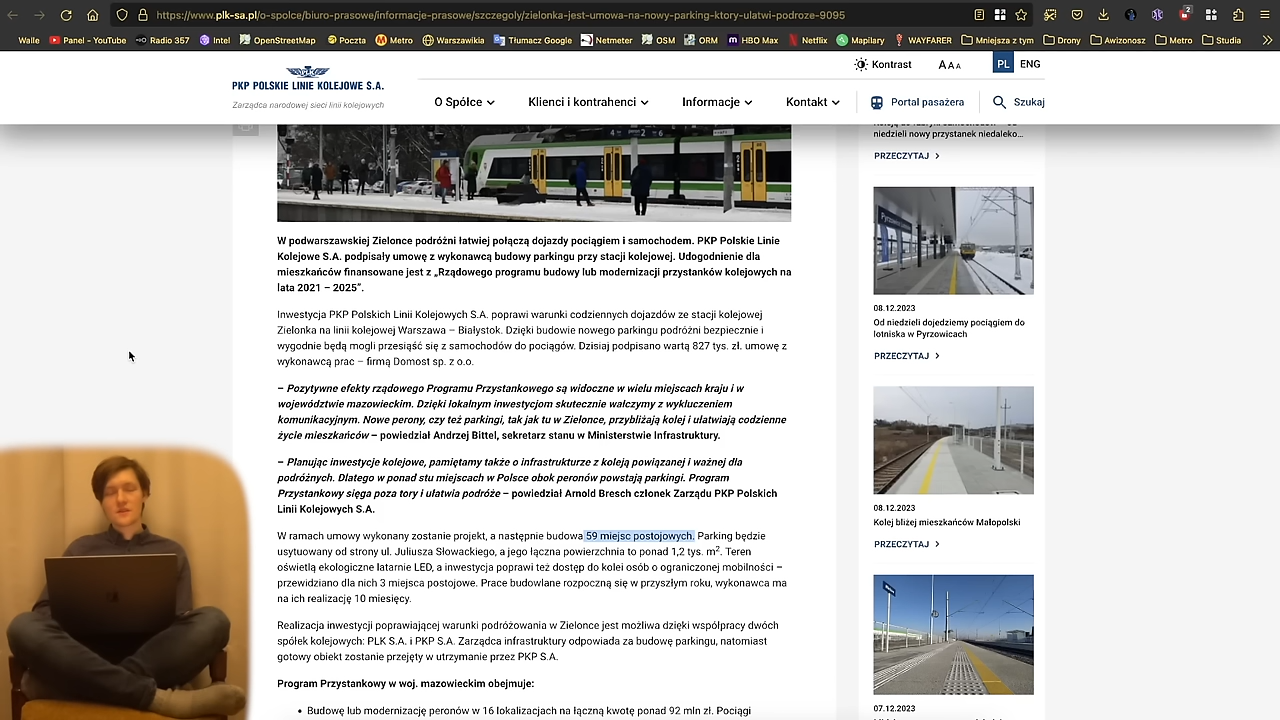 https://www.plk-sa.pl/o-spolce/biuro-prasowe/informacje-prasowe/szczegoly/zielonka-jest-umowa-na-nowy-parking-ktory-ulatwi-podroze-9095
Walle Panel - YouTube Radio 357 Intel OpenStreetMap Poczta Metro Warszawikia Tłumacz Google Netmeter OSM ORM HBO Max Netflix Mapilary WAYFARER Mniejsza z tym Drony Awizonosz Metro Studia
Kontrast A A A PL ENG
PKP POLSKIE LINIE KOLEJOWE S.A.
Zarządca narodowej sieci linii kolejowych
O Spółce Klienci i kontrahenci Informacje Kontakt Portal pasażera Szukaj
niedzieli nowy przystanek niedaleko…
PRZECZYTAJ
W podwarszawskiej Zielonce podróżni łatwiej połączą dojazdy pociągiem i samochodem. PKP Polskie Linie
Kolejowe S.A. podpisały umowę z wykonawcą budowy parkingu przy stacji kolejowej. Udogodnienie dla
mieszkańców finansowane jest z „Rządowego programu budowy lub modernizacji przystanków kolejowych na
lata 2021 – 2025”.
Inwestycja PKP Polskich Linii Kolejowych S.A. poprawi warunki codziennych dojazdów ze stacji kolejowej
Zielonka na linii kolejowej Warszawa – Białystok. Dzięki budowie nowego parkingu podróżni bezpiecznie i
wygodnie będą mogli przesiąść się z samochodów do pociągów. Dzisiaj podpisano wartą 827 tys. zł. umowę z
wykonawcą prac – firmą Domost sp. z o.o.
– Pozytywne efekty rządowego Programu Przystankowego są widoczne w wielu miejscach kraju i w
województwie mazowieckim. Dzięki lokalnym inwestycjom skutecznie walczymy z wykluczeniem
komunikacyjnym. Nowe perony, czy też parkingi, tak jak tu w Zielonce, przybliżają kolej i ułatwiają codzienne
życie mieszkańców – powiedział Andrzej Bittel, sekretarz stanu w Ministerstwie Infrastruktury.
– Planując inwestycje kolejowe, pamiętamy także o infrastrukturze z koleją powiązanej i ważnej dla
podróżnych. Dlatego w ponad stu miejscach w Polsce obok peronów powstają parkingi. Program
Przystankowy sięga poza tory i ułatwia podróże – powiedział Arnold Bresch członek Zarządu PKP Polskich
Linii Kolejowych S.A.
W ramach umowy wykonany zostanie projekt, a następnie budowa 59 miejsc postojowych. Parking będzie
usytuowany od strony ul. Juliusza Słowackiego, a jego łączna powierzchnia to ponad 1,2 tys. m². Teren
oświetlą ekologiczne latarnie LED, a inwestycja poprawi też dostęp do kolei osób o ograniczonej mobilności –
przewidziano dla nich 3 miejsca postojowe. Prace budowlane rozpoczną się w przyszłym roku, wykonawca ma
na ich realizację 10 miesięcy.
Realizacja inwestycji poprawiającej warunki podróżowania w Zielonce jest możliwa dzięki współpracy dwóch
spółek kolejowych: PLK S.A. i PKP S.A. Zarządca infrastruktury odpowiada za budowę parkingu, natomiast
gotowy obiekt zostanie przejęty w utrzymanie przez PKP S.A.
Program Przystankowy w woj. mazowieckim obejmuje:
• Budowę lub modernizację peronów w 16 lokalizacjach na łączną kwotę ponad 92 mln zł. Pociągi
08.12.2023
Od niedzieli dojedziemy pociągiem do
lotniska w Pyrzowicach
PRZECZYTAJ
08.12.2023
Kolej bliżej mieszkańców Małopolski
PRZECZYTAJ
07.12.2023